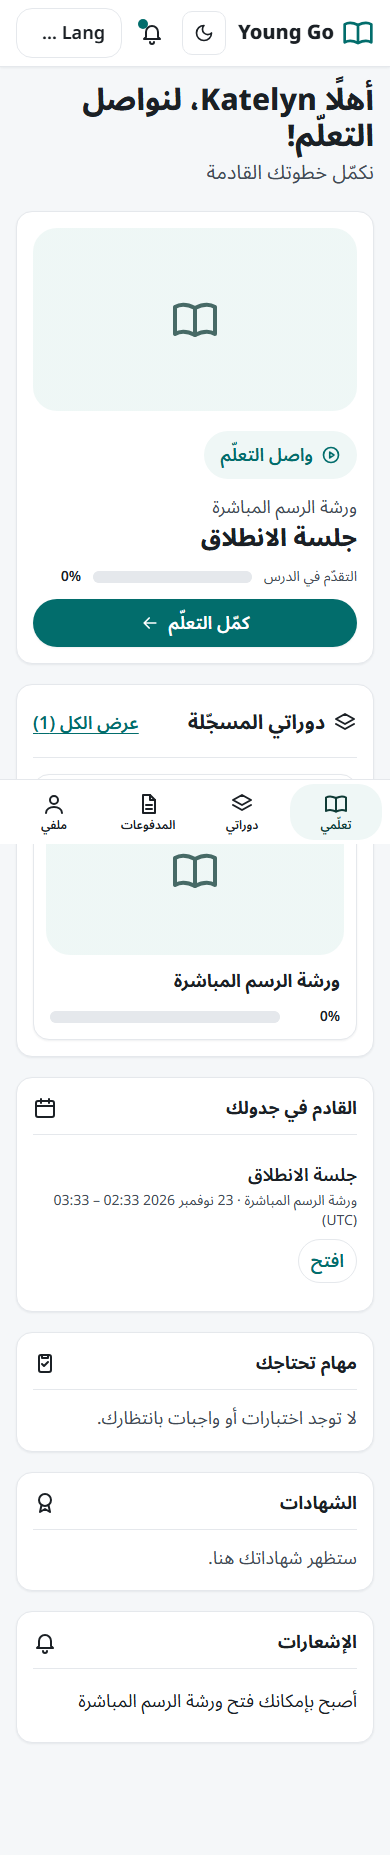 Young Go
Lang ...
أهلًا Katelyn، لنواصل
التعلّم!
نكمّل خطوتك القادمة
واصل التعلّم
ورشة الرسم المباشرة
جلسة الانطلاق
التقدّم في الدرس
0%
كمّل التعلّم ←
دوراتي المسجّلة
عرض الكل (1)
تعلّمي
دوراتي
المدفوعات
ملفي
ورشة الرسم المباشرة
0%
القادم في جدولك
جلسة الانطلاق
ورشة الرسم المباشرة · 23 نوفمبر 2026 02:33 – 03:33
(UTC)
افتح
مهام تحتاجك
لا توجد اختبارات أو واجبات بانتظارك.
الشهادات
ستظهر شهاداتك هنا.
الإشعارات
أصبح بإمكانك فتح ورشة الرسم المباشرة